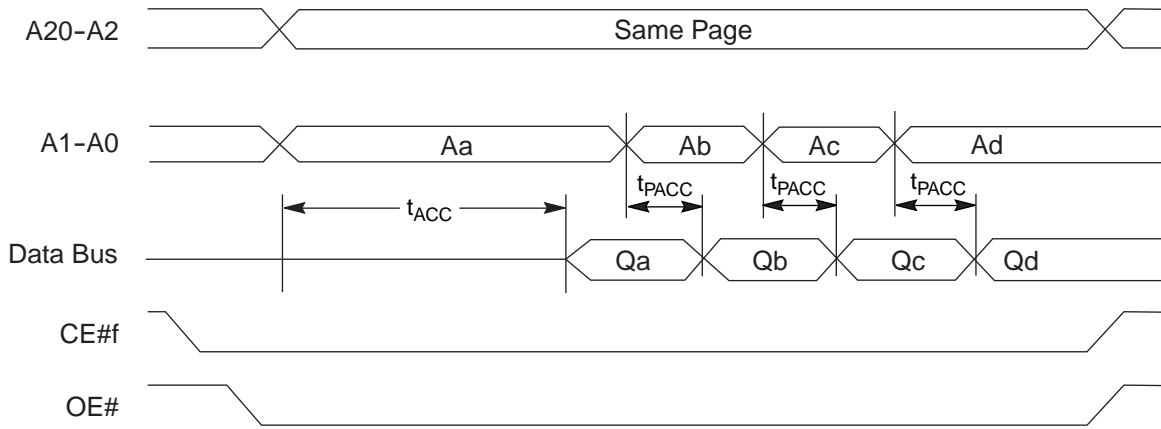 A20-A2
Same Page
A1-A0
Aa
Ab
Ac
Ad
tACC
tPACC
tPACC
tPACC
Data Bus
Qa
Qb
Qc
Qd
CE#f
OE#